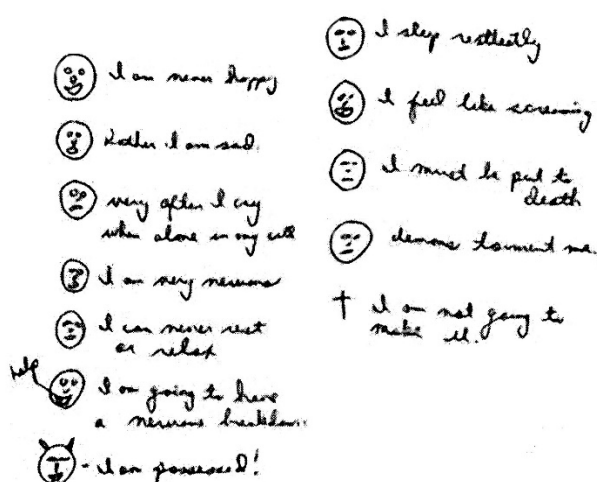 I am never happy
Rather I am sad.
very often I cry
when alone in my cell
I am very nervous
I can never rest
or relax
Help
I am going to have
a nervous breakdown.
- I am possessed!
I sleep restlessly
I feel like screaming
I must be put to
death
demons torment me.
I am not going to
make it.